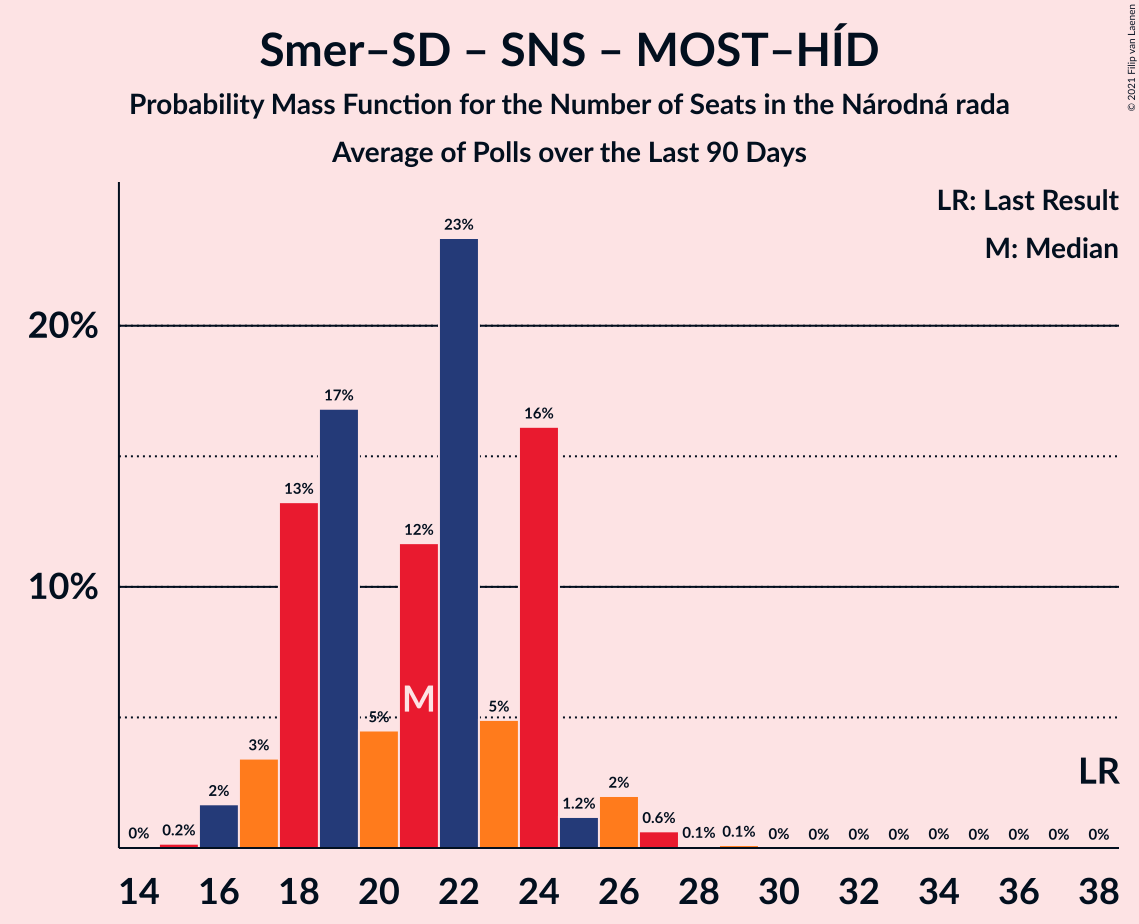 Smer–SD – SNS – MOST–HÍD
Probability Mass Function for the Number of Seats in the Národná rada
Average of Polls over the Last 90 Days
© 2021 Filip van Laenen
LR: Last Result
M: Median
23%
20%
17%
16%
13%
12%
10%
M
5%
5%
3%
LR
2%
2%
1.2%
0.6%
0% 0.2% 0.1% 0.1% 0% 0% 0% 0% 0% 0% 0% 0% 0%
14 16 18 20 22 24 26 28 30 32 34 36 38